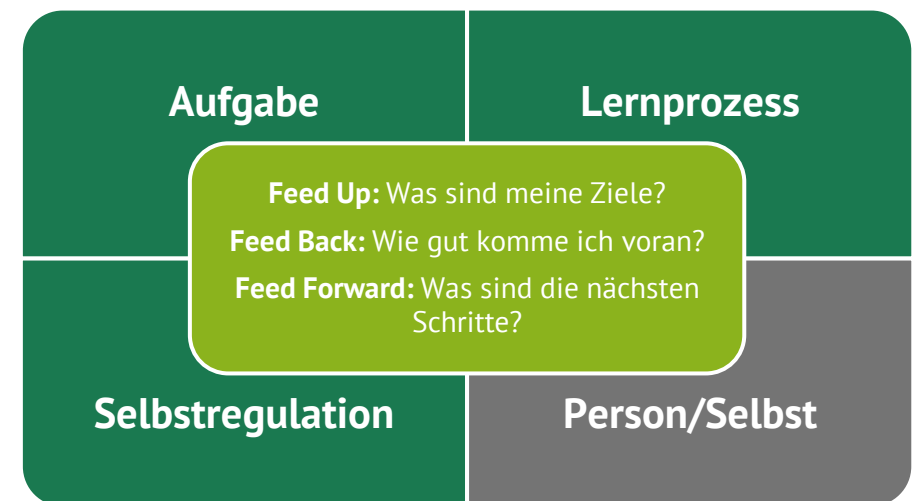 Aufgabe
Lernprozess
Feed Up: Was sind meine Ziele?
Feed Back: Wie gut komme ich voran?
Feed Forward: Was sind die nächsten
Schritte?
Selbstregulation
Person/Selbst